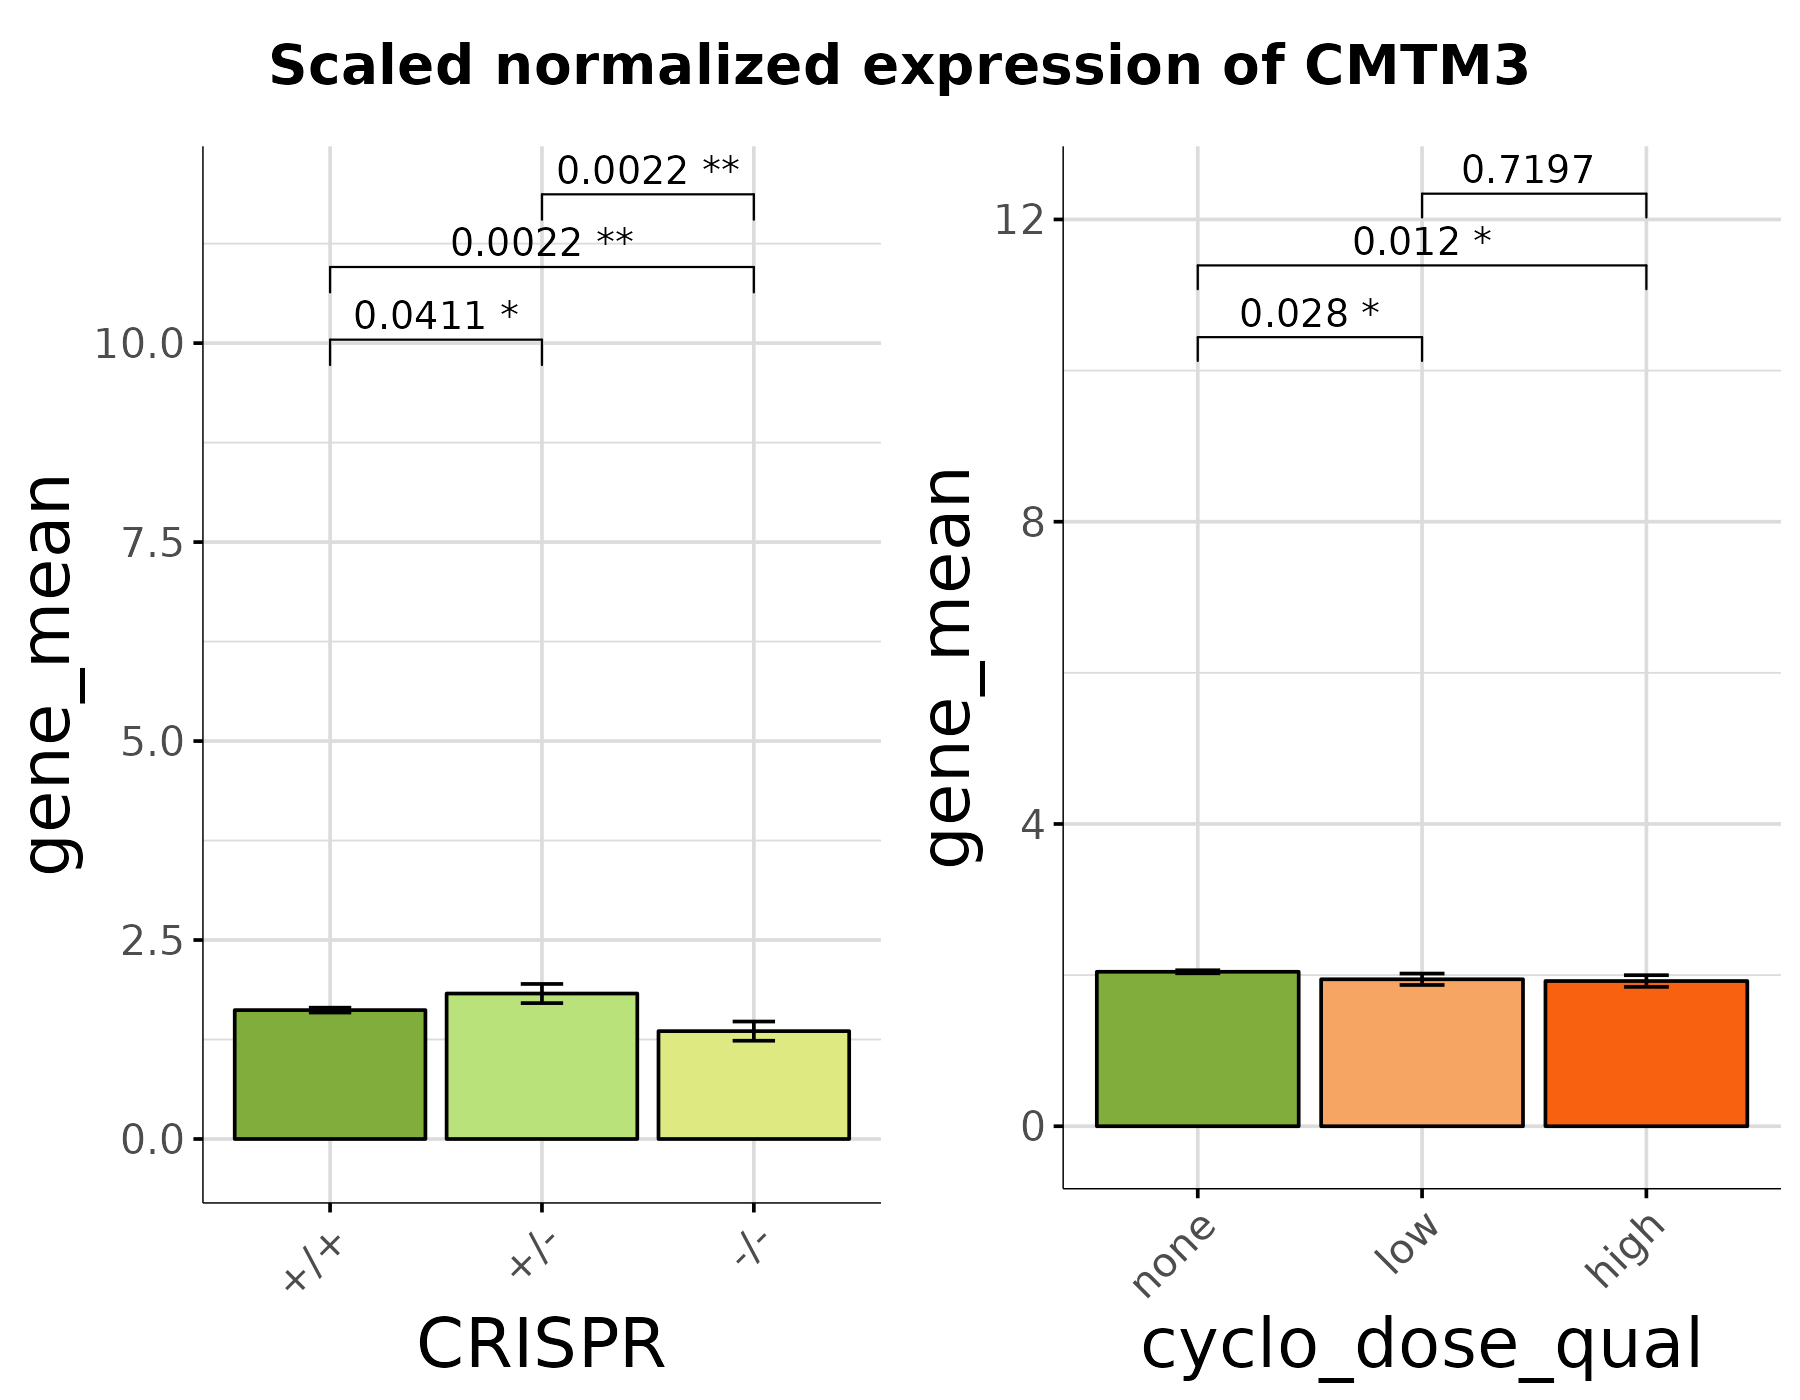 Scaled normalized expression of CMTM3
gene_mean
10.0
7.5
5.0
2.5
0.0
0.0022 **
0.0022 **
0.0411 *
+/+
+/-
-/-
CRISPR
gene_mean
12
8
4
0
0.7197
0.012 *
0.028 *
none
low
high
cyclo_dose_qual